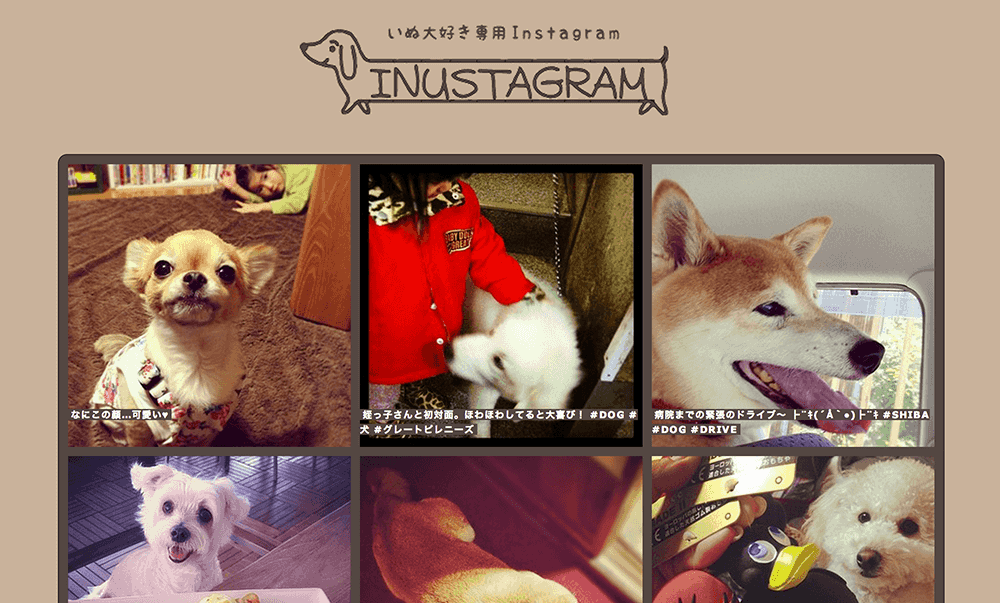 いぬ大好き専用Instagram
INUSTAGRAM
なにこの顔...可愛い♥
姪っ子さんと初対面。ほわほわしてると大喜び！ #DOG #
犬 #グレートピレニーズ
病院までの緊張のドライブ〜 ├¨ｷ(´Д｀●)├¨ｷ #SHIBA
#DOG #DRIVE